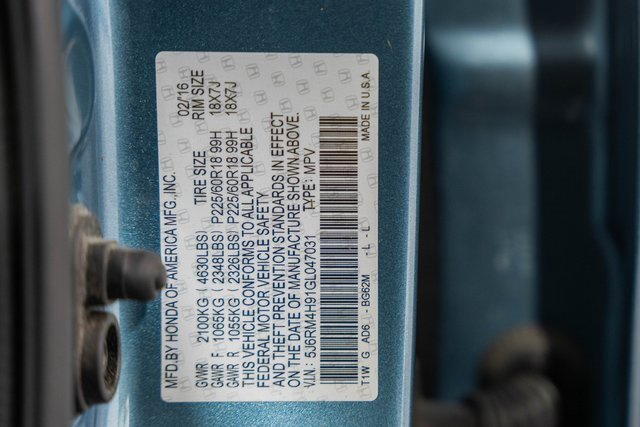 MFD.BY HONDA OF AMERICA MFG.,INC. 02/16
TIRE SIZE RIM SIZE
GVWR 2100KG ( 4630LBS)
GAWR F 1065KG ( 2348LBS) P225/60R18 99H 18X7J
GAWR R 1055KG ( 2326LBS) P225/60R18 99H 18X7J
THIS VEHICLE CONFORMS TO ALL APPLICABLE
FEDERAL MOTOR VEHICLE SAFETY
AND THEFT PREVENTION STANDARDS IN EFFECT
ON THE DATE OF MANUFACTURE SHOWN ABOVE.
V.I.N.: 5J6RM4H91GL047031 TYPE: MPV
T1W G AD6 - BG62M -L -L MADE IN U.S.A.